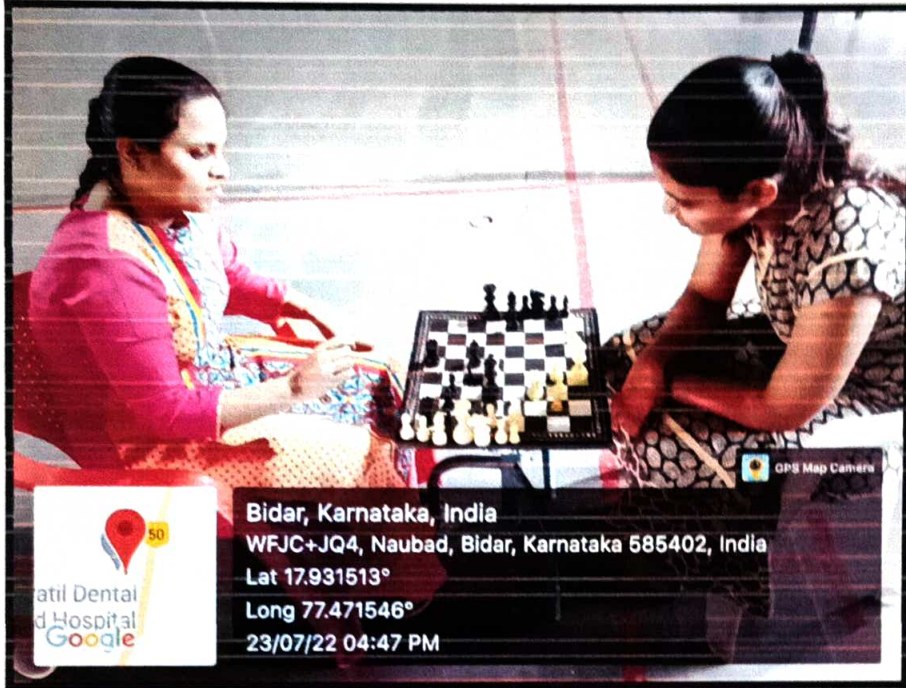 GPS Map Camera
50
atil Dental
d Hospital
Google
Bidar, Karnataka, India
WFJC+JQ4, Naubad, Bidar, Karnataka 585402, India
Lat 17.931513°
Long 77.471546°
23/07/22 04:47 PM